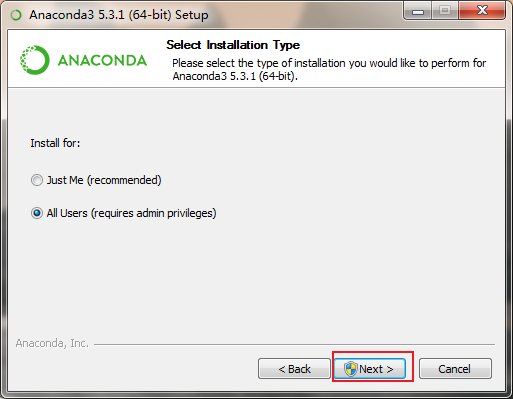 Anaconda3 5.3.1 (64-bit) Setup
ANACONDA
Select Installation Type
Please select the type of installation you would like to perform for
Anaconda3 5.3.1 (64-bit).
Install for:
Just Me (recommended)
All Users (requires admin privileges)
Anaconda, Inc.
< Back Next > Cancel